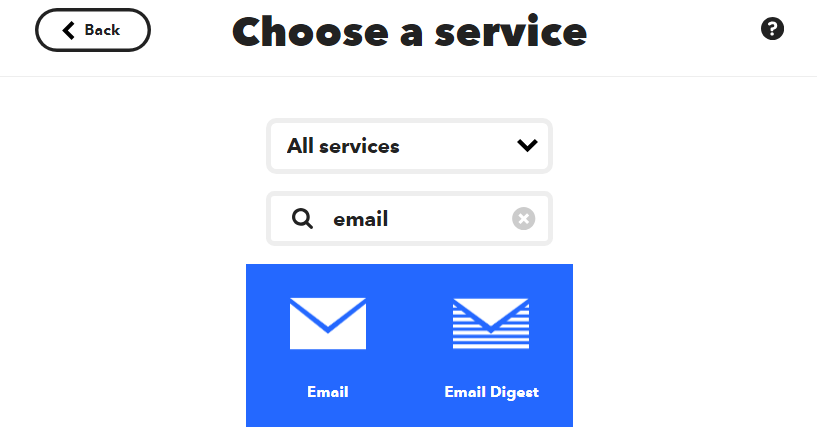 Back
Choose a service
?
All services
email
Email
Email Digest